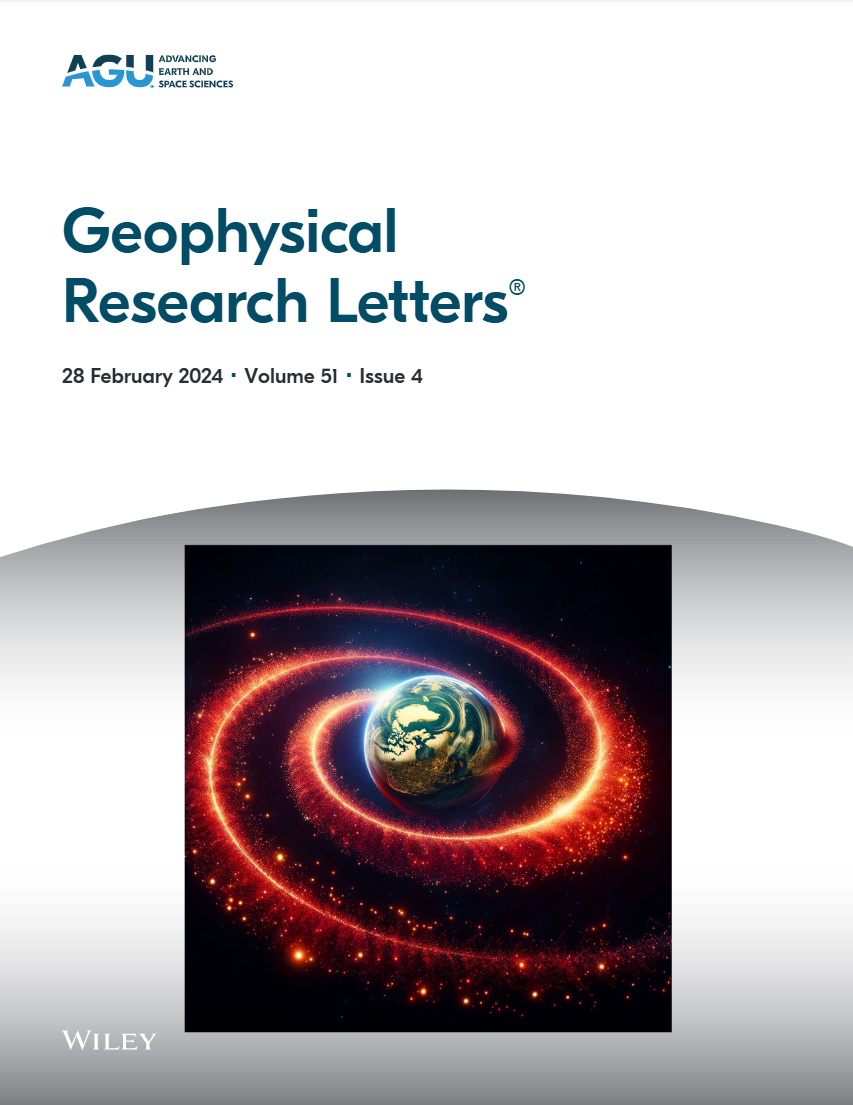 AGU
ADVANCING
EARTH AND
SPACE SCIENCES
Geophysical
Research Letters®
28 February 2024 · Volume 51 · Issue 4
WILEY